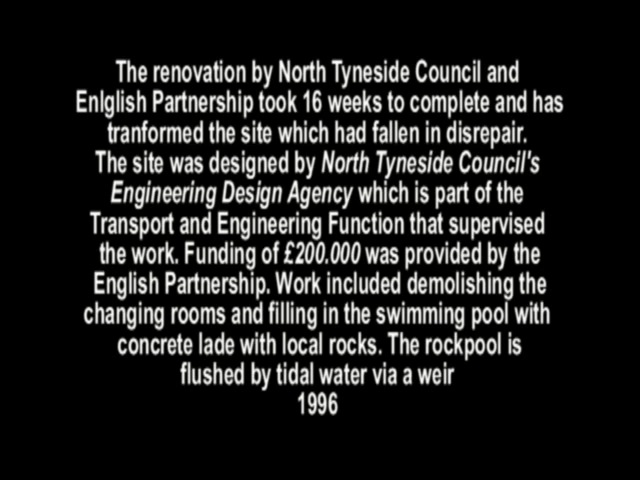 The renovation by North Tyneside Council and
Enlglish Partnership took 16 weeks to complete and has
tranformed the site which had fallen in disrepair.
The site was designed by North Tyneside Council's
Engineering Design Agency which is part of the
Transport and Engineering Function that supervised
the work. Funding of £200.000 was provided by the
English Partnership. Work included demolishing the
changing rooms and filling in the swimming pool with
concrete lade with local rocks. The rockpool is
flushed by tidal water via a weir
1996